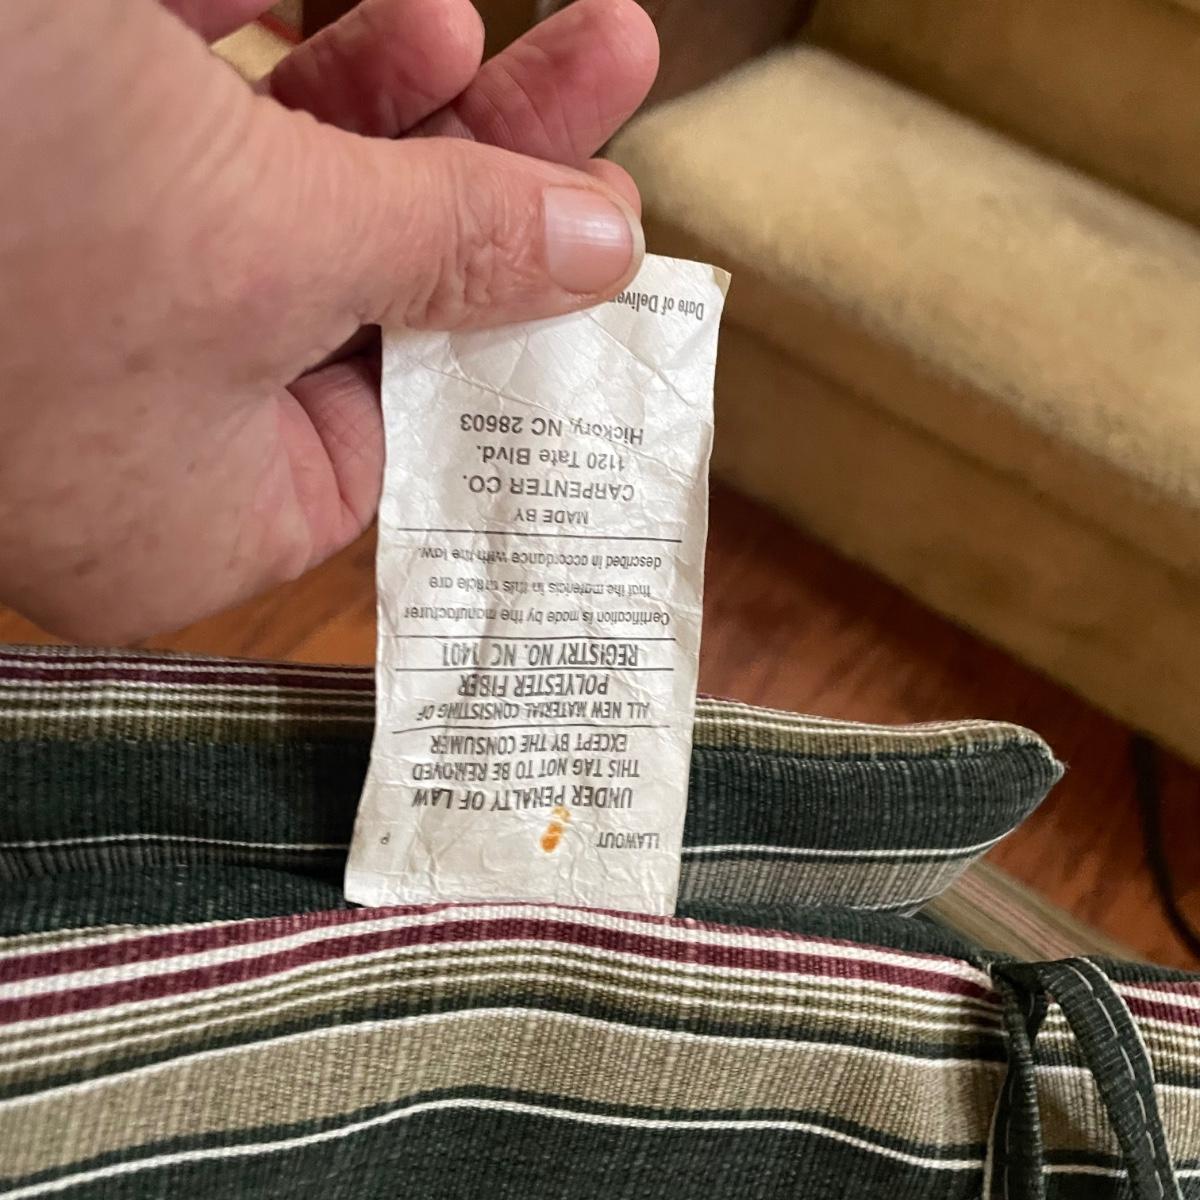 LLAWOUT P
UNDER PENALTY OF LAW
THIS TAG NOT TO BE REMOVED
EXCEPT BY THE CONSUMER
ALL NEW MATERIAL CONSISTING OF
POLYESTER FIBER
REGISTRY NO. NC 1401
Certification is made by the manufacturer
that the materials in this article are
described in accordance with the law.
MADE BY
CARPENTER CO.
1120 Tate Blvd.
Hickory, NC 28603
Date of